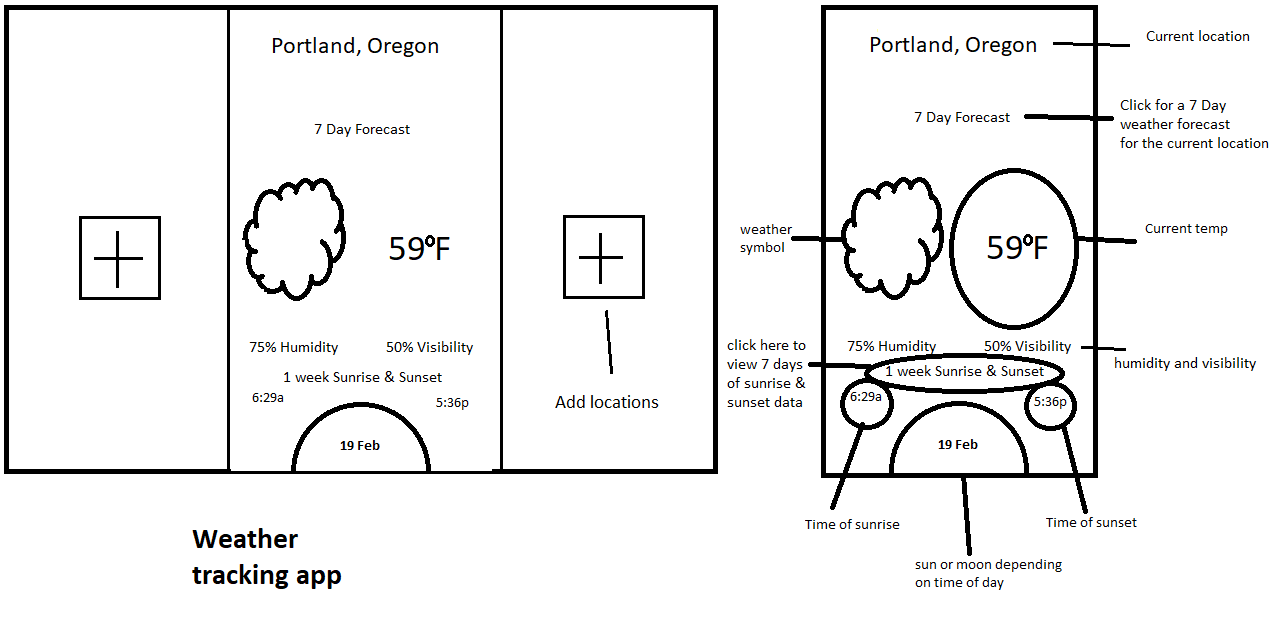 Portland, Oregon
7 Day Forecast
59ºF
75% Humidity
50% Visibility
1 week Sunrise & Sunset
6:29a
5:36p
19 Feb
Add locations
Weather
tracking app
Portland, Oregon
Current location
7 Day Forecast
Click for a 7 Day
weather forecast
for the current location
weather
symbol
59ºF
Current temp
75% Humidity
50% Visibility
humidity and visibility
click here to
view 7 days
of sunrise &
sunset data
1 week Sunrise & Sunset
6:29a
5:36p
19 Feb
Time of sunrise
Time of sunset
sun or moon depending
on time of day